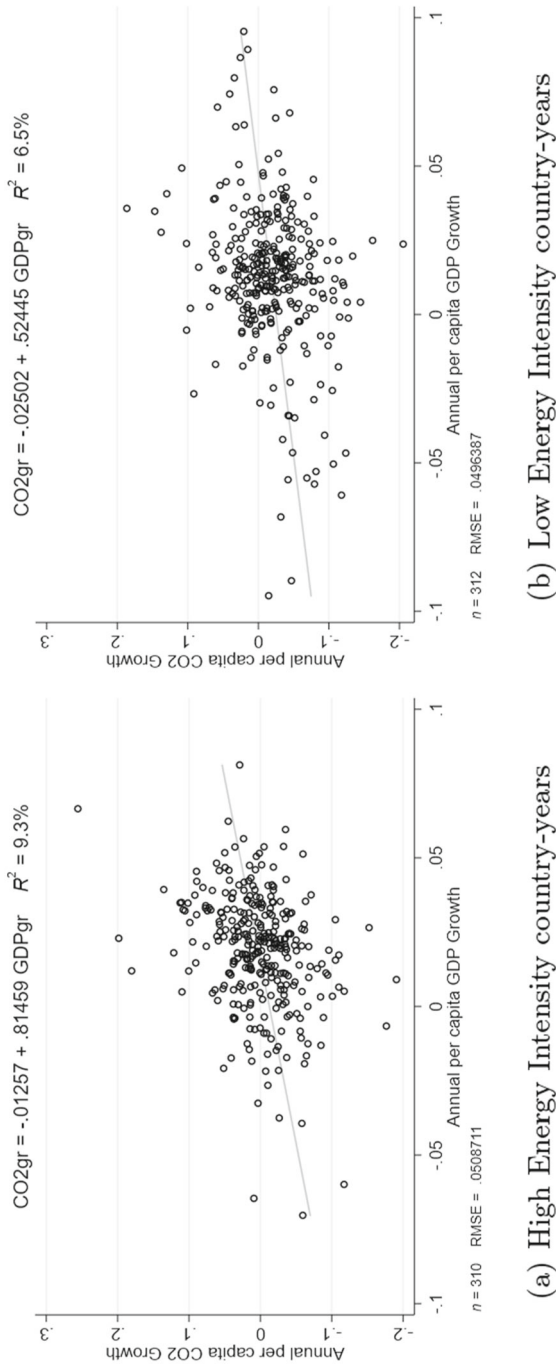 CO2gr = -.01257 + .81459 GDPgr R² = 9.3%
Annual per capita CO2 Growth
.3
.2
.1
0
-.1
-.2
-.1
-.05
0
.05
.1
Annual per capita GDP Growth
n = 310 RMSE = .0508711
(a) High Energy Intensity country-years
CO2gr = -.02502 + .52445 GDPgr R² = 6.5%
Annual per capita CO2 Growth
.3
.2
.1
0
-.1
-.2
-.1
-.05
0
.05
.1
Annual per capita GDP Growth
n = 312 RMSE = .0496387
(b) Low Energy Intensity country-years